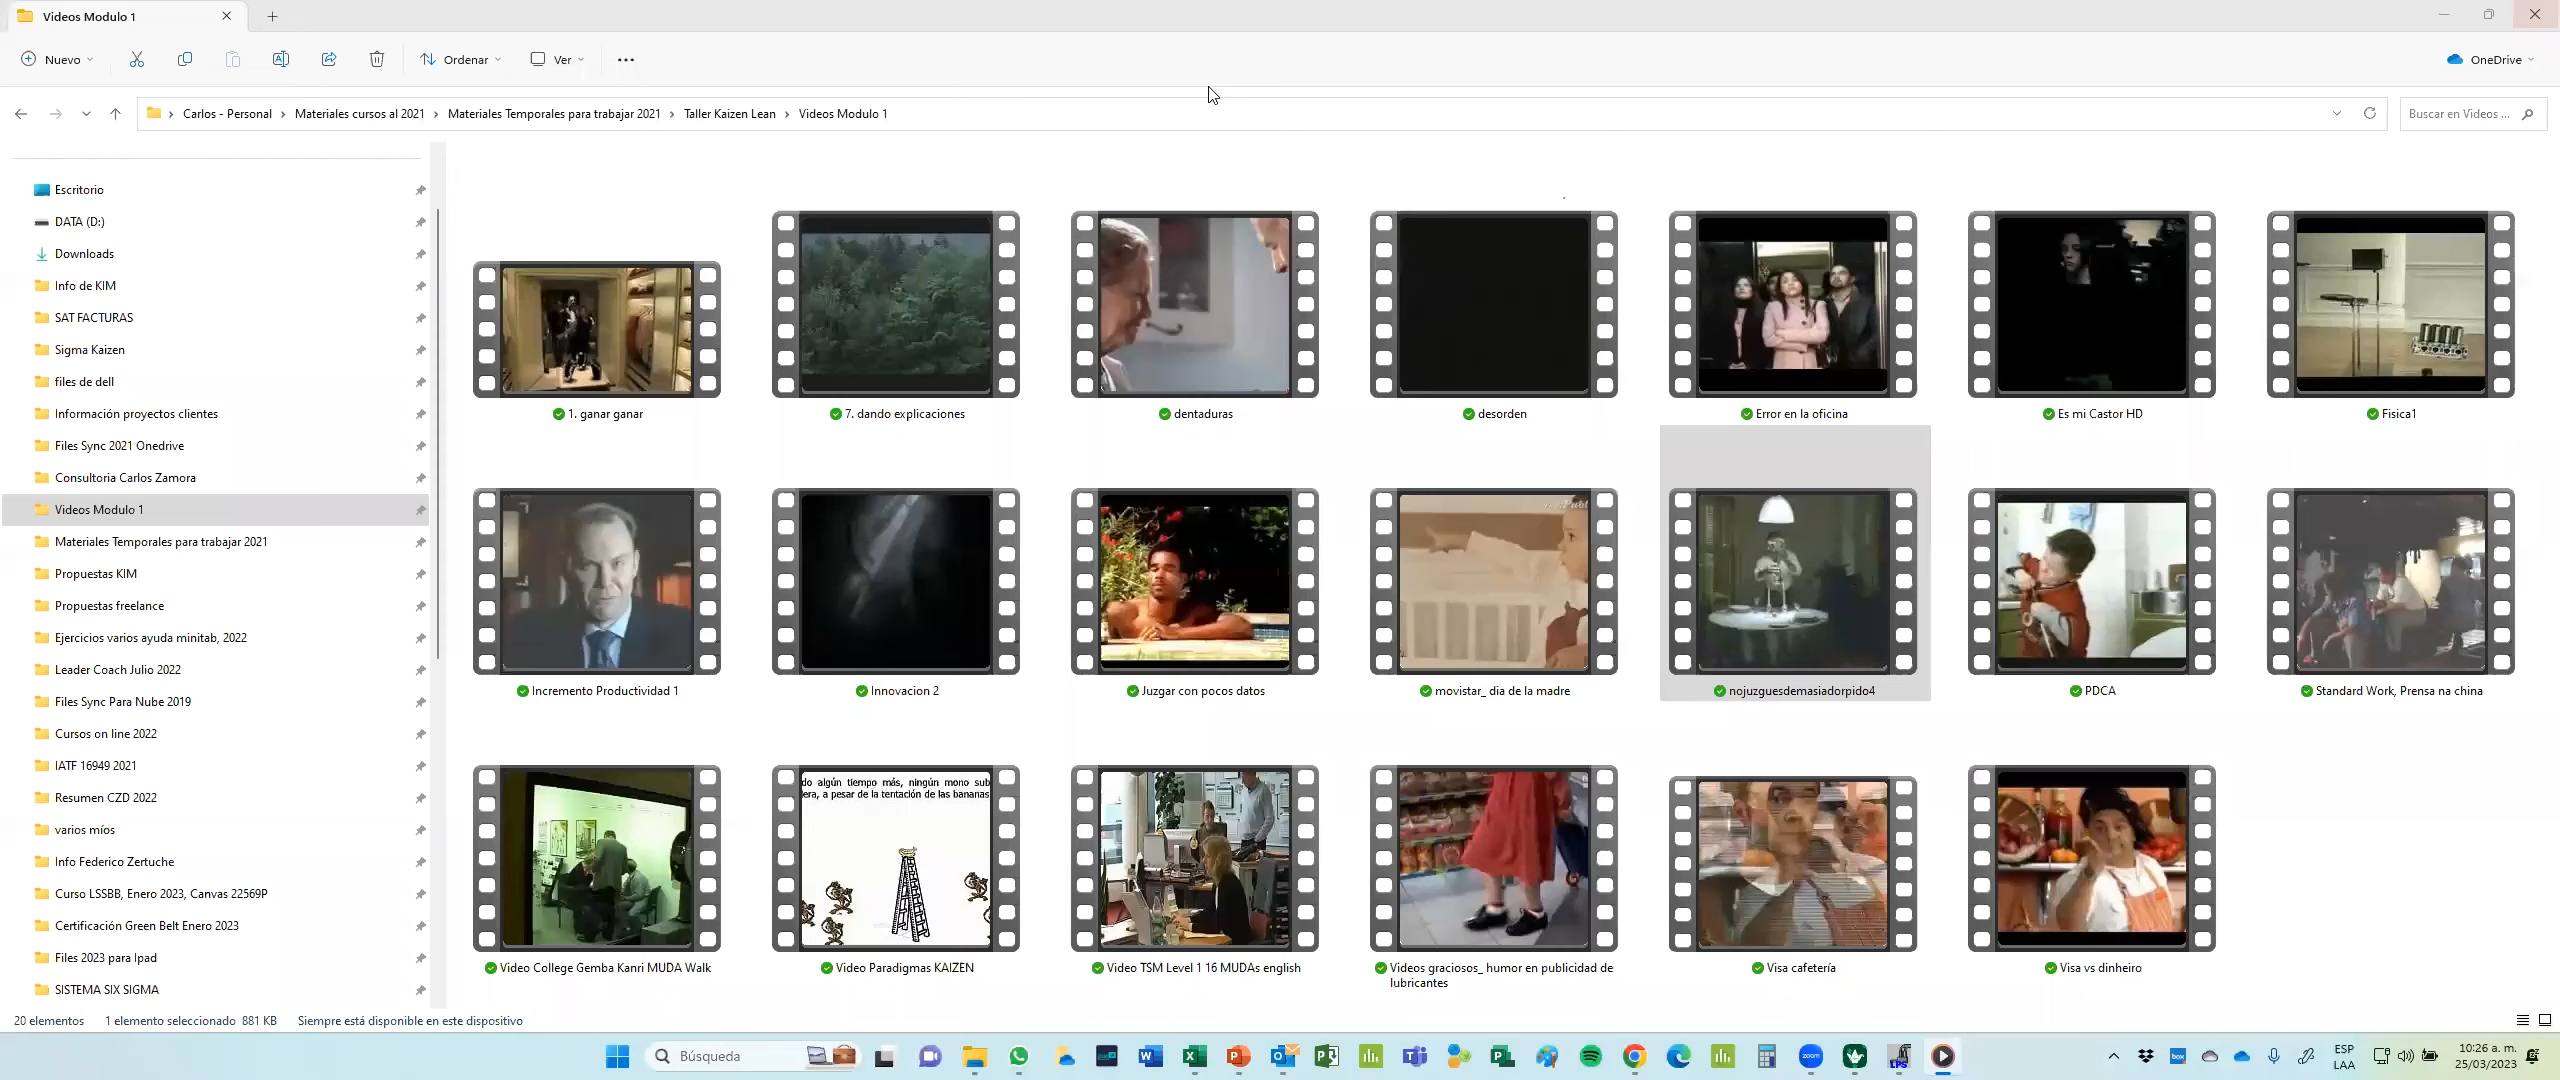 Videos Modulo 1
Nuevo
Ordenar
Ver
OneDrive
Carlos - Personal
Materiales cursos al 2021
Materiales Temporales para trabajar 2021
Taller Kaizen Lean
Videos Modulo 1
Buscar en Videos ...
Escritorio
DATA (D:)
Downloads
Info de KIM
SAT FACTURAS
Sigma Kaizen
files de dell
Información proyectos clientes
Files Sync 2021 Onedrive
Consultoria Carlos Zamora
Videos Modulo 1
Materiales Temporales para trabajar 2021
Propuestas KIM
Propuestas freelance
Ejercicios varios ayuda minitab, 2022
Leader Coach Julio 2022
Files Sync Para Nube 2019
Cursos on line 2022
IATF 16949 2021
Resumen CZD 2022
varios míos
Info Federico Zertuche
Curso LSSBB, Enero 2023, Canvas 22569P
Certificación Green Belt Enero 2023
Files 2023 para Ipad
SISTEMA SIX SIGMA
1. ganar ganar
7. dando explicaciones
dentaduras
desorden
Error en la oficina
Es mi Castor HD
Fisica1
Incremento Productividad 1
Innovacion 2
Juzgar con pocos datos
movistar_ dia de la madre
nojuzguesdemasiadorpido4
PDCA
Standard Work, Prensa na china
do algún tiempo más, ningún mono sub
era, a pesar de la tentación de las bananas
Video College Gemba Kanri MUDA Walk
Video Paradigmas KAIZEN
Video TSM Level 1 16 MUDAs english
Videos graciosos_ humor en publicidad de
lubricantes
Visa cafetería
Visa vs dinheiro
20 elementos
1 elemento seleccionado 881 KB
Siempre está disponible en este dispositivo
Búsqueda
zoom
LPS
box
ESP
LAA
10:26 a. m.
25/03/2023